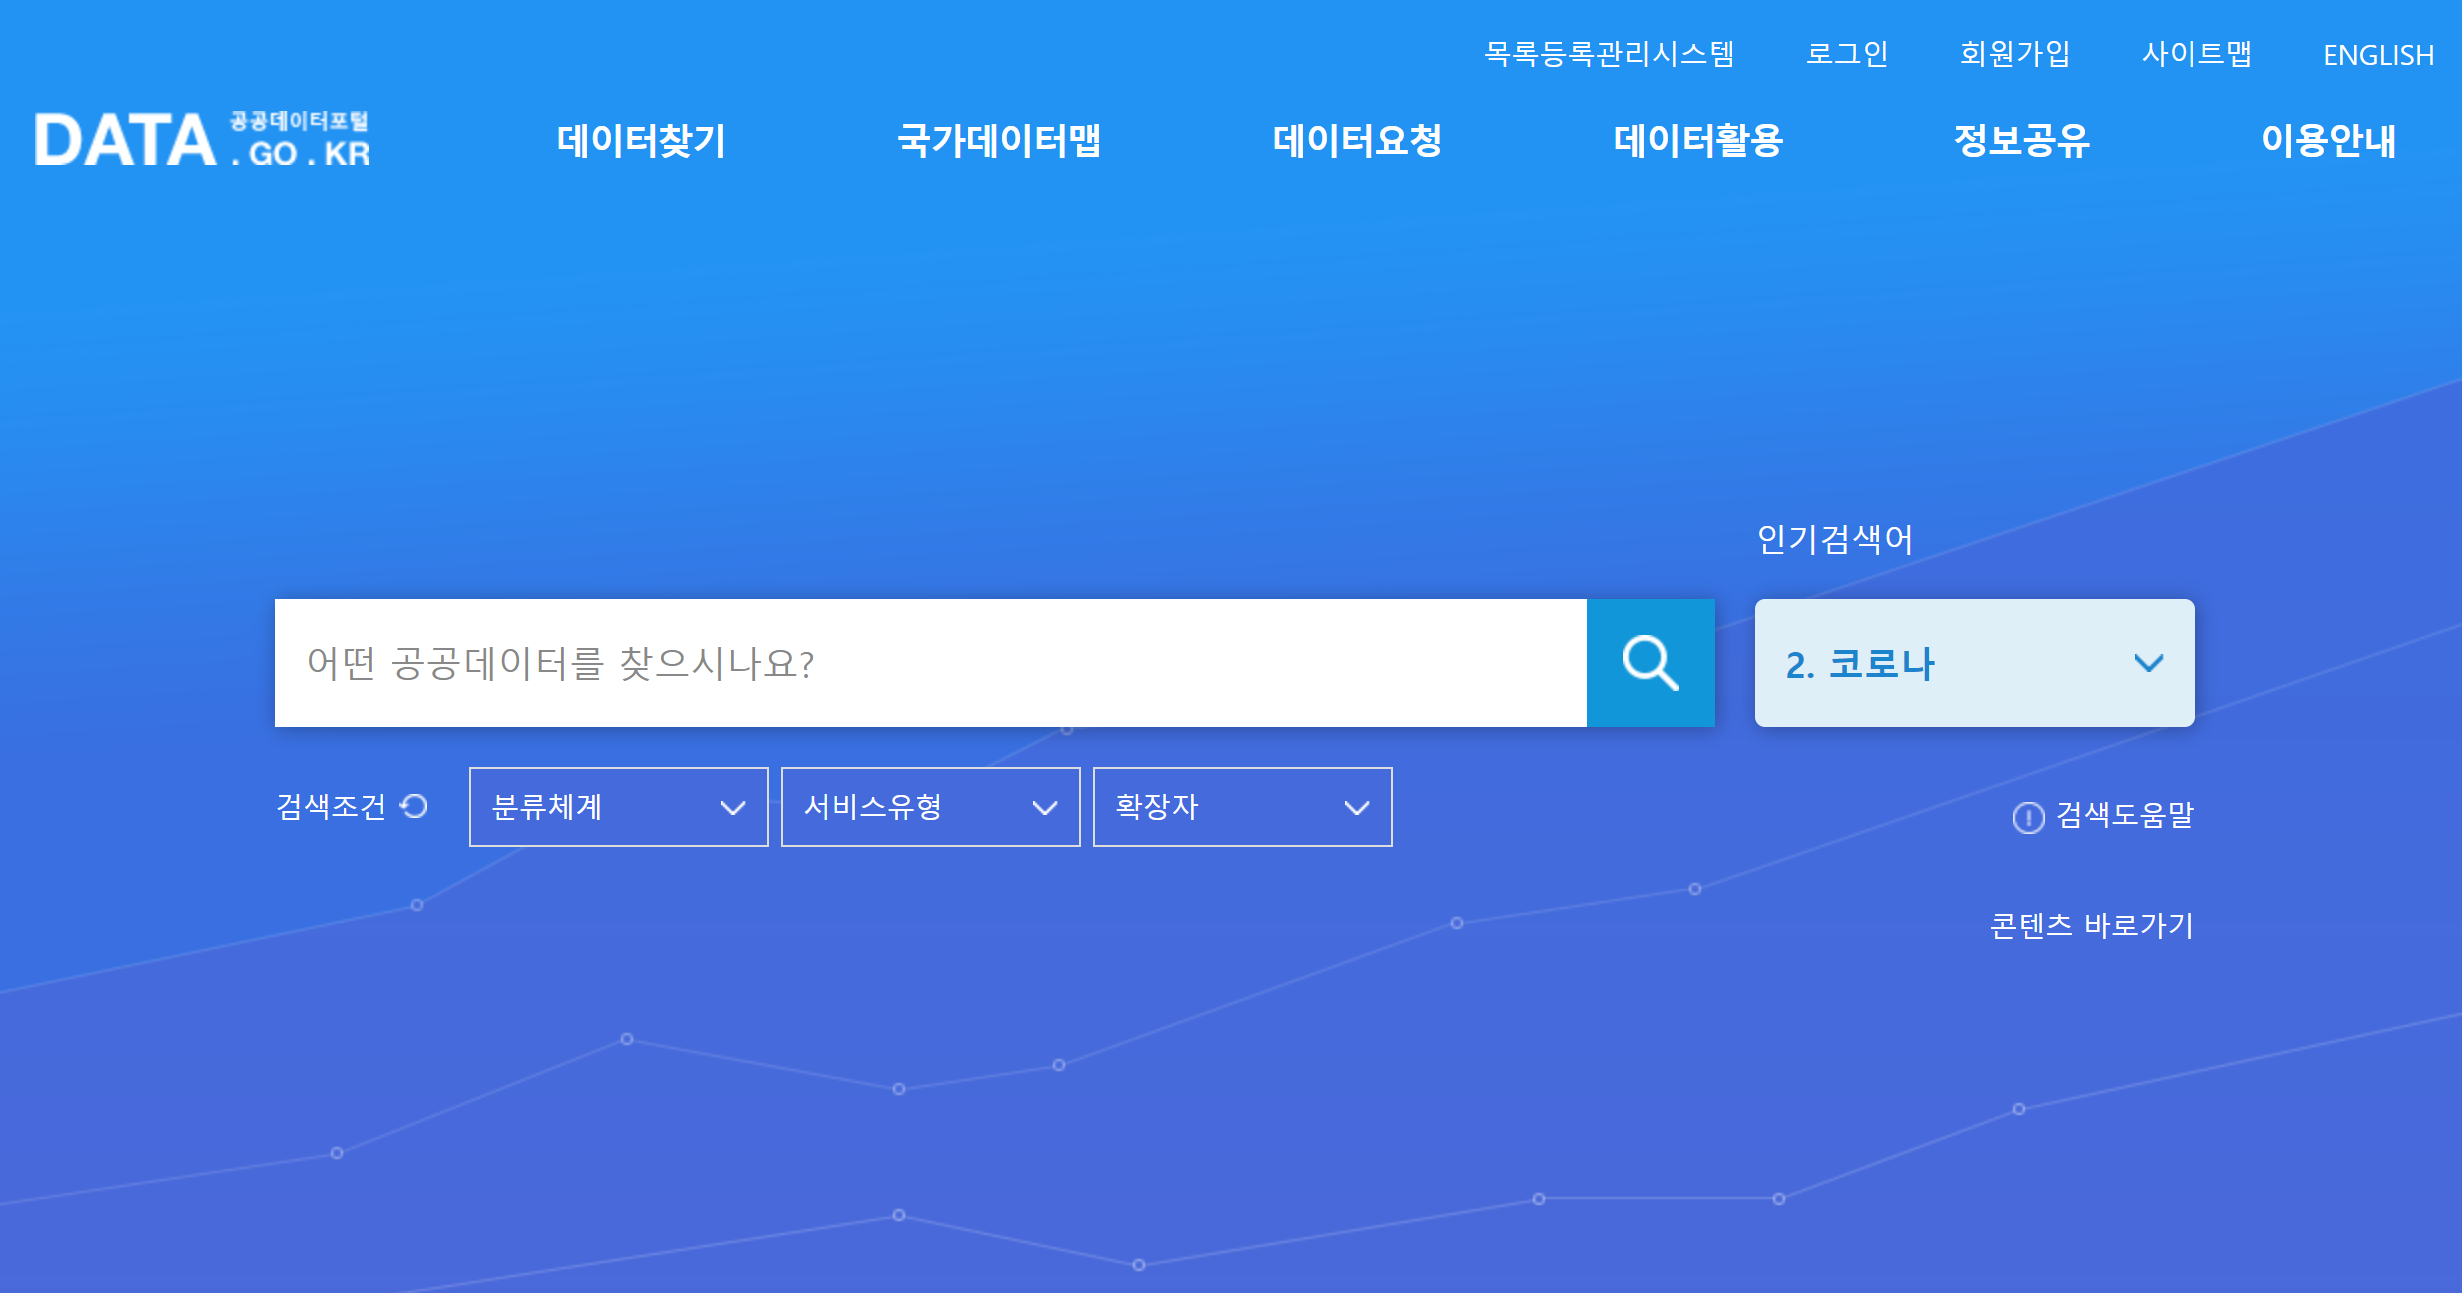 목록등록관리시스템 로그인 회원가입 사이트맵 ENGLISH
DATA 공공데이터포털 . GO . KR
데이터찾기 국가데이터맵 데이터요청 데이터활용 정보공유 이용안내
인기검색어
어떤 공공데이터를 찾으시나요?
2. 코로나
검색조건 분류체계 서비스유형 확장자
검색도움말
콘텐츠 바로가기